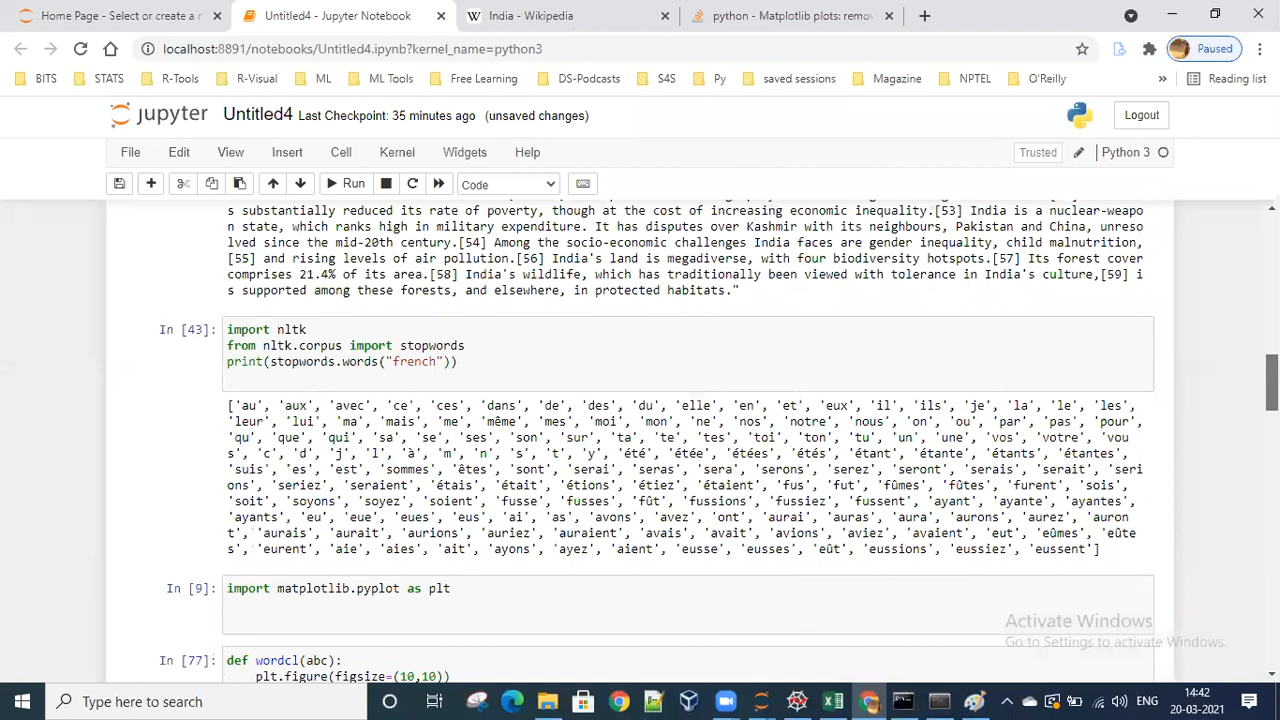 Home Page - Select or create a r
Untitled4 - Jupyter Notebook
India - Wikipedia
python - Matplotlib plots: remov
localhost:8891/notebooks/Untitled4.ipynb?kernel_name=python3
Paused
BITS
STATS
R-Tools
R-Visual
ML
ML Tools
Free Learning
DS-Podcasts
S4S
Py
saved sessions
Magazine
NPTEL
O'Reilly
»
Reading list
jupyter Untitled4 Last Checkpoint: 35 minutes ago (unsaved changes)
Logout
File Edit View Insert Cell Kernel Widgets Help
Trusted
Python 3
Run
Code
s substantially reduced its rate of poverty, though at the cost of increasing economic inequality.[53] India is a nuclear-weapo
n state, which ranks high in military expenditure. It has disputes over Kashmir with its neighbours, Pakistan and China, unreso
lved since the mid-20th century.[54] Among the socio-economic challenges India faces are gender inequality, child malnutrition,
[55] and rising levels of air pollution.[56] India's land is megadiverse, with four biodiversity hotspots.[57] Its forest cover
comprises 21.4% of its area.[58] India's wildlife, which has traditionally been viewed with tolerance in India's culture,[59] i
s supported among these forests, and elsewhere, in protected habitats."
In [43]: import nltk
from nltk.corpus import stopwords
print(stopwords.words("french"))
['au', 'aux', 'avec', 'ce', 'ces', 'dans', 'de', 'des', 'du', 'elle', 'en', 'et', 'eux', 'il', 'ils', 'je', 'la', 'le', 'les',
'leur', 'lui', 'ma', 'mais', 'me', 'même', 'mes', 'moi', 'mon', 'ne', 'nos', 'notre', 'nous', 'on', 'ou', 'par', 'pas', 'pour',
'qu', 'que', 'qui', 'sa', 'se', 'ses', 'son', 'sur', 'ta', 'te', 'tes', 'toi', 'ton', 'tu', 'un', 'une', 'vos', 'votre', 'vou
s', 'c', 'd', 'j', 'l', 'à', 'm', 'n', 's', 't', 'y', 'été', 'étée', 'étées', 'étés', 'étant', 'étante', 'étants', 'étantes',
'suis', 'es', 'est', 'sommes', 'êtes', 'sont', 'serai', 'seras', 'sera', 'serons', 'serez', 'seront', 'serais', 'serait', 'seri
ons', 'seriez', 'seraient', 'étais', 'était', 'étions', 'étiez', 'étaient', 'fus', 'fut', 'fûmes', 'fûtes', 'furent', 'sois',
'soit', 'soyons', 'soyez', 'soient', 'fusse', 'fusses', 'fût', 'fussions', 'fussiez', 'fussent', 'ayant', 'ayante', 'ayantes',
'ayants', 'eu', 'eue', 'eues', 'eus', 'ai', 'as', 'avons', 'avez', 'ont', 'aurai', 'auras', 'aura', 'aurons', 'aurez', 'auron
t', 'aurais', 'aurait', 'aurions', 'auriez', 'auraient', 'avais', 'avait', 'avions', 'aviez', 'avaient', 'eut', 'eûmes', 'eûte
s', 'eurent', 'aie', 'aies', 'ait', 'ayons', 'ayez', 'aient', 'eusse', 'eusses', 'eût', 'eussions', 'eussiez', 'eussent']
In [9]: import matplotlib.pyplot as plt
Activate Windows
Go to Settings to activate Windows.
In [77]: def wordcl(abc):
plt.figure(figsize=(10,10))
Type here to search
ENG
14:42
20-03-2021